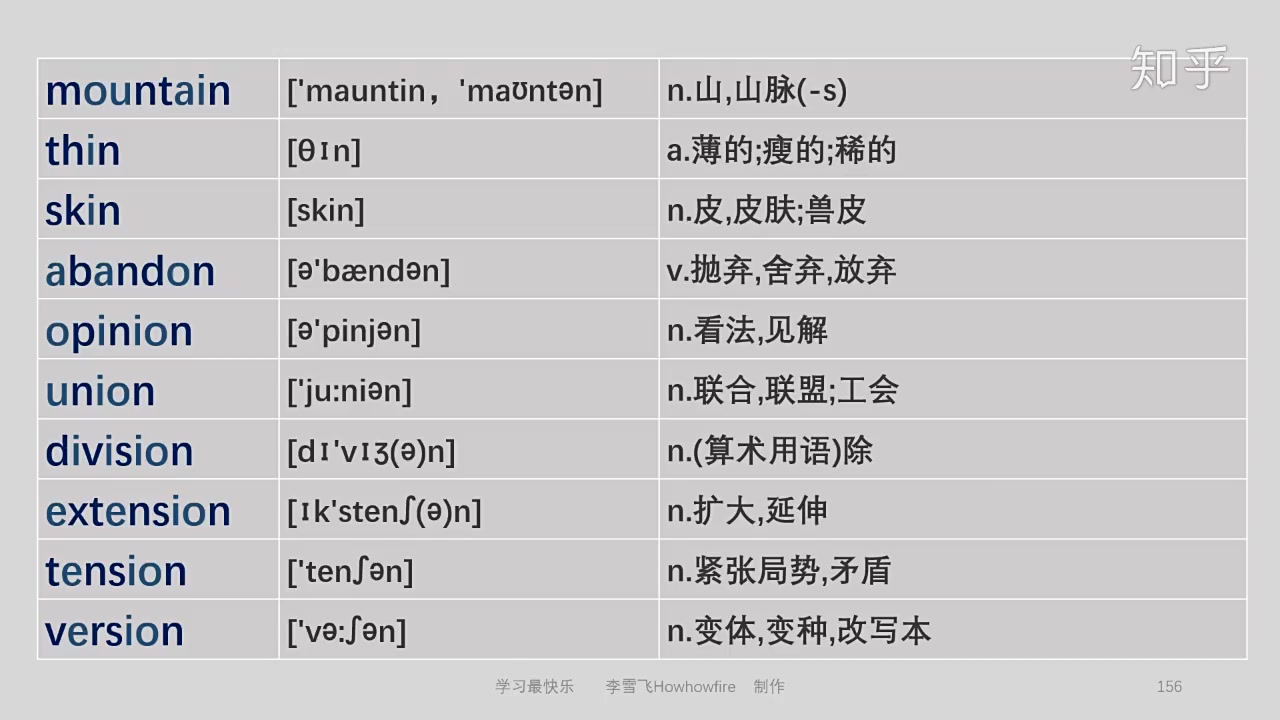 知乎
mountain ['mauntin，'maʊntən] n.山,山脉(-s)
thin [θɪn] a.薄的;瘦的;稀的
skin [skin] n.皮,皮肤;兽皮
abandon [ə'bændən] v.抛弃,舍弃,放弃
opinion [ə'pinjən] n.看法,见解
union ['ju:niən] n.联合,联盟;工会
division [dɪ'vɪʒ(ə)n] n.(算术用语)除
extension [ɪk'stenʃ(ə)n] n.扩大,延伸
tension ['tenʃən] n.紧张局势,矛盾
version ['və:ʃən] n.变体,变种,改写本
学习最快乐 李雪飞Howhowfire 制作 156